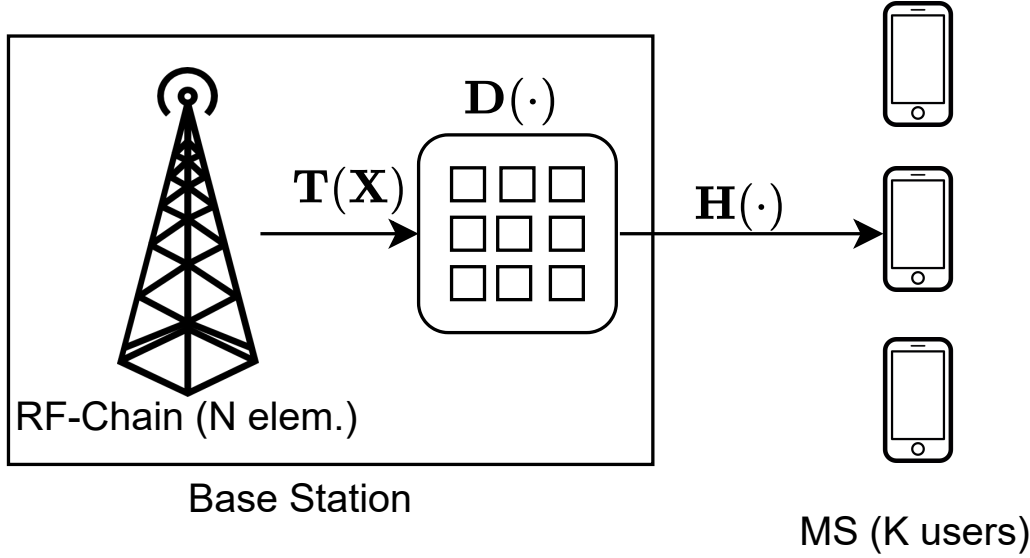 D(·)
T(X)
H(·)
RF-Chain (N elem.)
Base Station
MS (K users)